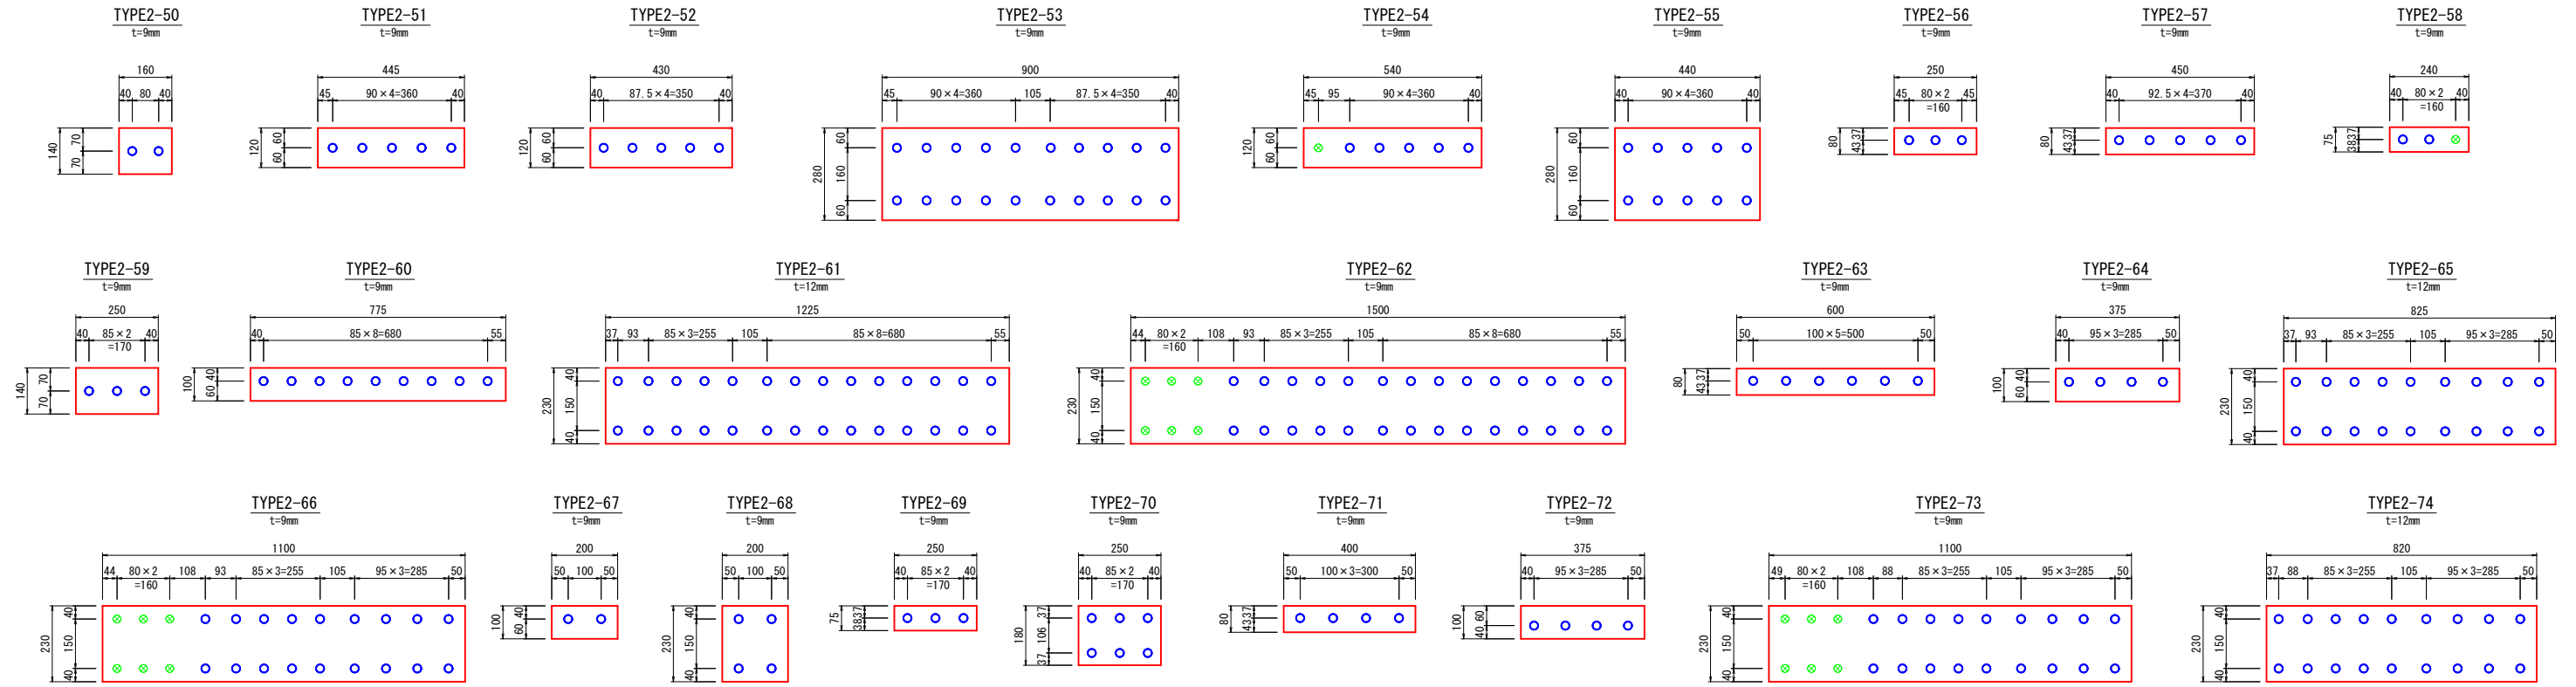 TYPE2-50
t=9mm
160
40 80 40
140
70
70
TYPE2-51
t=9mm
445
45 90×4=360 40
120
60
60
TYPE2-52
t=9mm
430
40 87.5×4=350 40
120
60
60
TYPE2-53
t=9mm
900
45 90×4=360 105 87.5×4=350 40
280
60
160
60
TYPE2-54
t=9mm
540
45 95 90×4=360 40
120
60
60
TYPE2-55
t=9mm
440
40 90×4=360 40
280
60
160
60
TYPE2-56
t=9mm
250
45 80×2 45
=160
80
37
43
TYPE2-57
t=9mm
450
40 92.5×4=370 40
80
37
43
TYPE2-58
t=9mm
240
40 80×2 40
=160
75
37
38
TYPE2-59
t=9mm
250
40 85×2 40
=170
140
70
70
TYPE2-60
t=9mm
775
40 85×8=680 55
100
40
60
TYPE2-61
t=12mm
1225
37 93 85×3=255 105 85×8=680 55
230
40
150
40
TYPE2-62
t=9mm
1500
44 80×2 108 93 85×3=255 105 85×8=680 55
=160
230
40
150
40
TYPE2-63
t=9mm
600
50 100×5=500 50
80
37
43
TYPE2-64
t=9mm
375
40 95×3=285 50
100
40
60
TYPE2-65
t=12mm
825
37 93 85×3=255 105 95×3=285 50
230
40
150
40
TYPE2-66
t=9mm
1100
44 80×2 108 93 85×3=255 105 95×3=285 50
=160
230
40
150
40
TYPE2-67
t=9mm
200
50 100 50
100
40
60
TYPE2-68
t=9mm
200
50 100 50
230
40
150
40
TYPE2-69
t=9mm
250
40 85×2 40
=170
75
37
38
TYPE2-70
t=9mm
250
40 85×2 40
=170
180
37
106
37
TYPE2-71
t=9mm
400
50 100×3=300 50
80
37
43
TYPE2-72
t=9mm
375
40 95×3=285 50
100
60
40
TYPE2-73
t=9mm
1100
49 80×2 108 88 85×3=255 105 95×3=285 50
=160
230
40
150
40
TYPE2-74
t=12mm
820
37 88 85×3=255 105 95×3=285 50
230
40
150
40